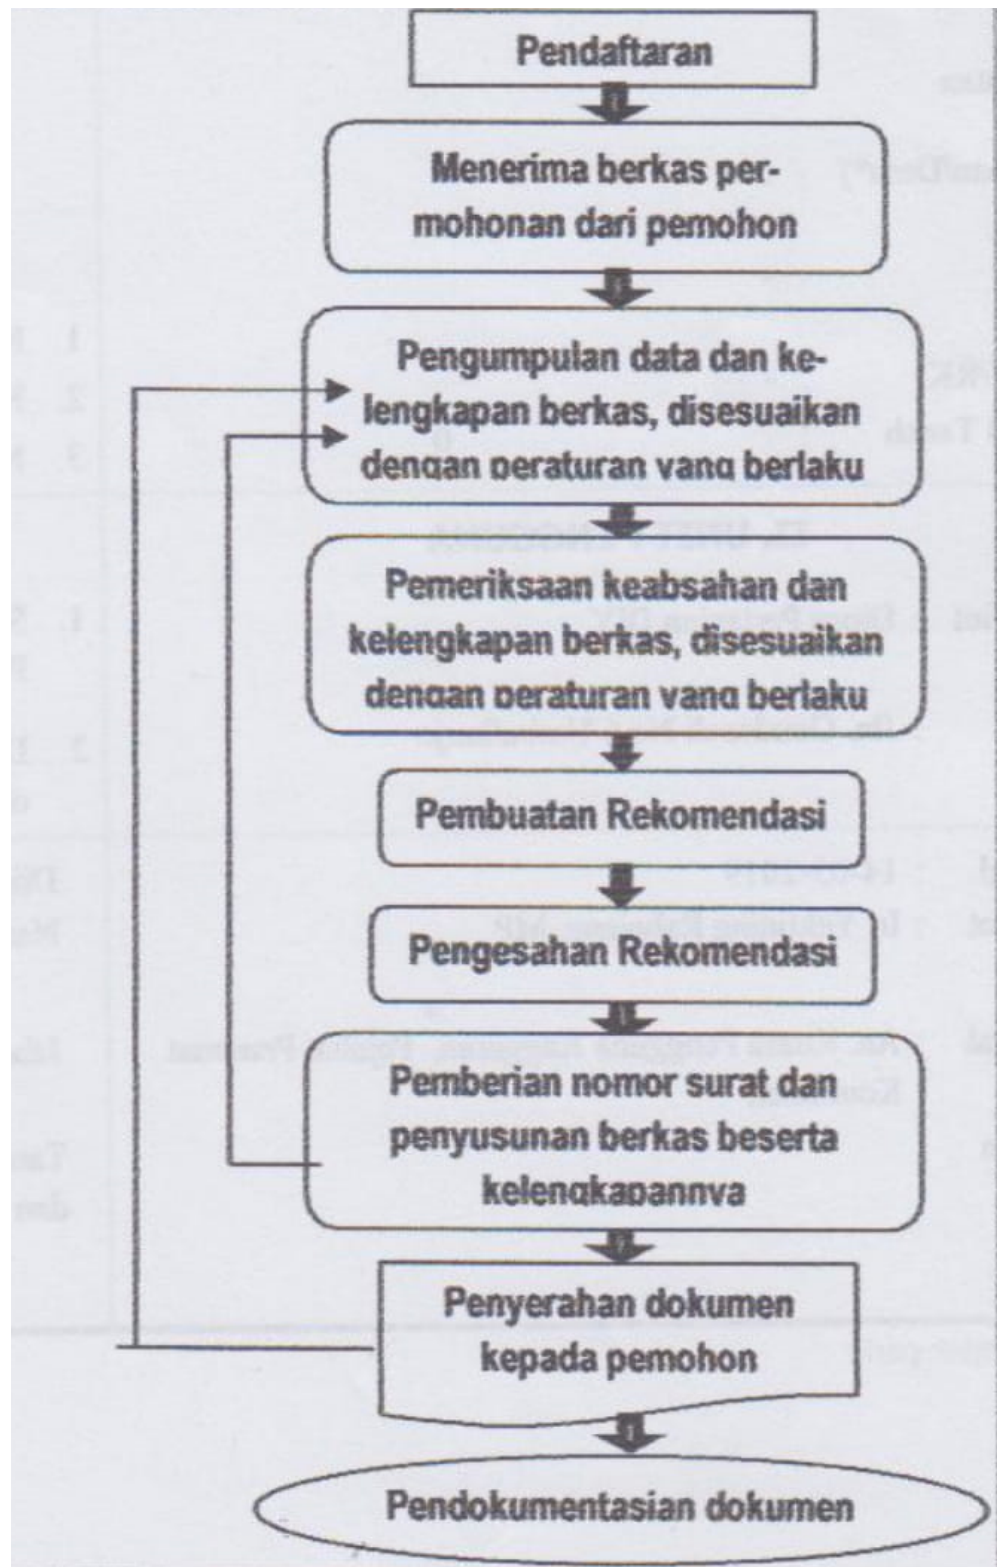 Pendaftaran
Menerima berkas per-
mohonan dari pemohon
Pengumpulan data dan ke-
lengkapan berkas, disesuaikan
dengan peraturan yang berlaku
Pemeriksaan keabsahan dan
kelengkapan berkas, disesuaikan
dengan peraturan yang berlaku
Pembuatan Rekomendasi
Pengesahan Rekomendasi
Pemberian nomor surat dan
penyusunan berkas beserta
kelengkapannya
Penyerahan dokumen
kepada pemohon
Pendokumentasian dokumen